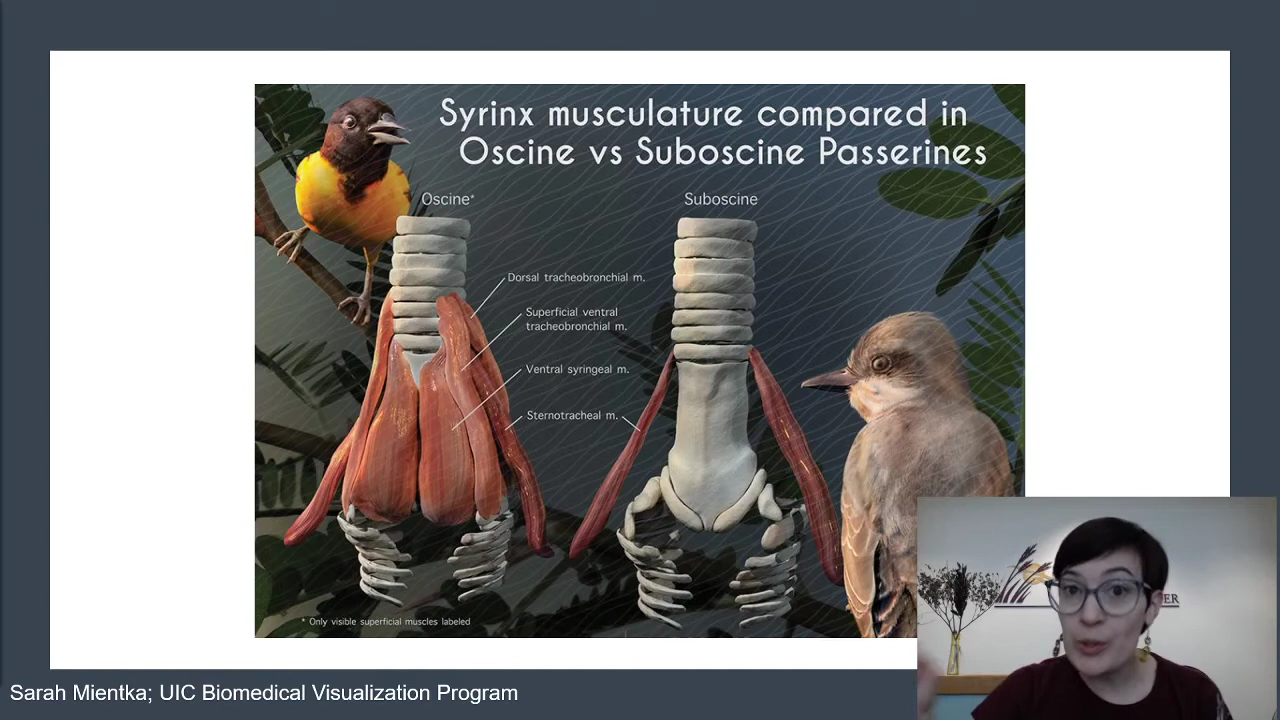 Syrinx musculature compared in
Oscine vs Suboscine Passerines
Oscine*
Suboscine
Dorsal tracheobronchial m.
Superficial ventral
tracheobronchial m.
Ventral syringeal m.
Sternotracheal m.
* Only visible superficial muscles labeled
ER
Sarah Mientka; UIC Biomedical Visualization Program